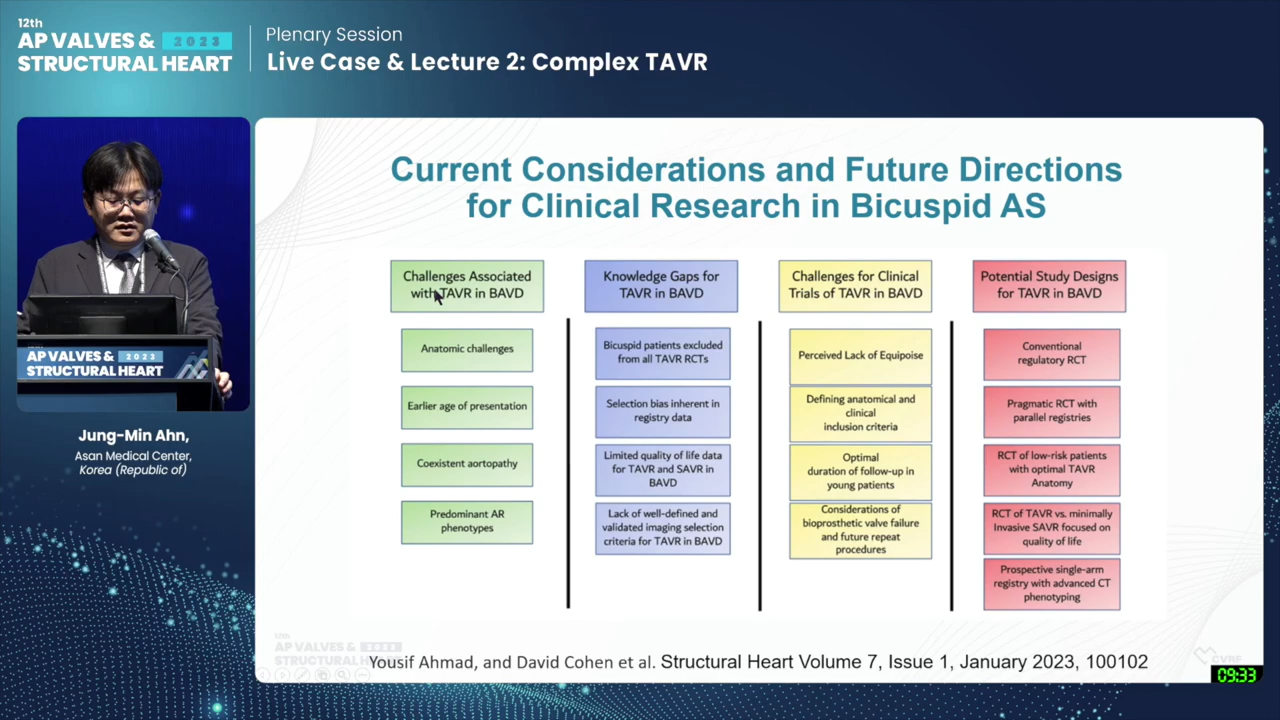 12th
AP VALVES & 2023
STRUCTURAL HEART
Plenary Session
Live Case & Lecture 2: Complex TAVR
AP VALVES & 2023
STRUCTURAL HEART
Jung-Min Ahn,
Asan Medical Center,
Korea (Republic of)
Current Considerations and Future Directions
for Clinical Research in Bicuspid AS
Challenges Associated
with TAVR in BAVD
Anatomic challenges
Earlier age of presentation
Coexistent aortopathy
Predominant AR
phenotypes
Knowledge Gaps for
TAVR in BAVD
Bicuspid patients excluded
from all TAVR RCTs
Selection bias inherent in
registry data
Limited quality of life data
for TAVR and SAVR in
BAVD
Lack of well-defined and
validated imaging selection
criteria for TAVR in BAVD
Challenges for Clinical
Trials of TAVR in BAVD
Perceived Lack of Equipoise
Defining anatomical and
clinical
inclusion criteria
Optimal
duration of follow-up in
young patients
Considerations of
bioprosthetic valve failure
and future repeat
procedures
Potential Study Designs
for TAVR in BAVD
Conventional
regulatory RCT
Pragmatic RCT with
parallel registries
RCT of low-risk patients
with optimal TAVR
Anatomy
RCT of TAVR vs. minimally
Invasive SAVR focused on
quality of life
Prospective single-arm
registry with advanced CT
phenotyping
12th
AP VALVES & 2023
STRUCTURAL HEART
Yousif Ahmad, and David Cohen et al. Structural Heart Volume 7, Issue 1, January 2023, 100102
CVRF
09:33